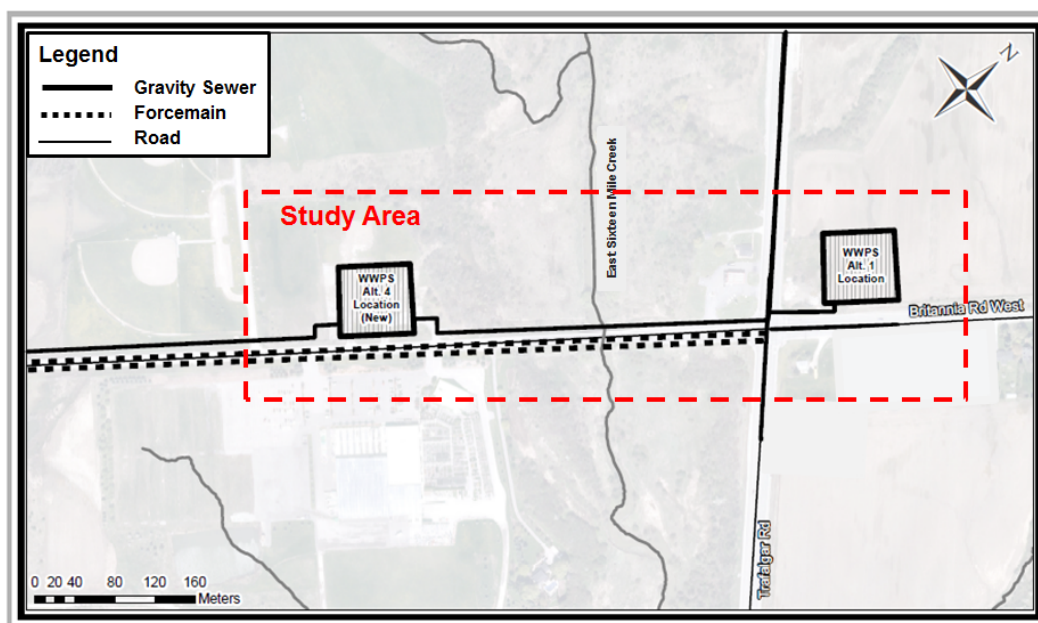 Legend
Gravity Sewer
Forcemain
Road
N
East Sixteen Mile Creek
Study Area
WWPS
Alt. 4
Location
(New)
WWPS
Alt. 1
Location
Britannia Rd West
Trafalgar Rd
0 20 40 80 120 160
Meters